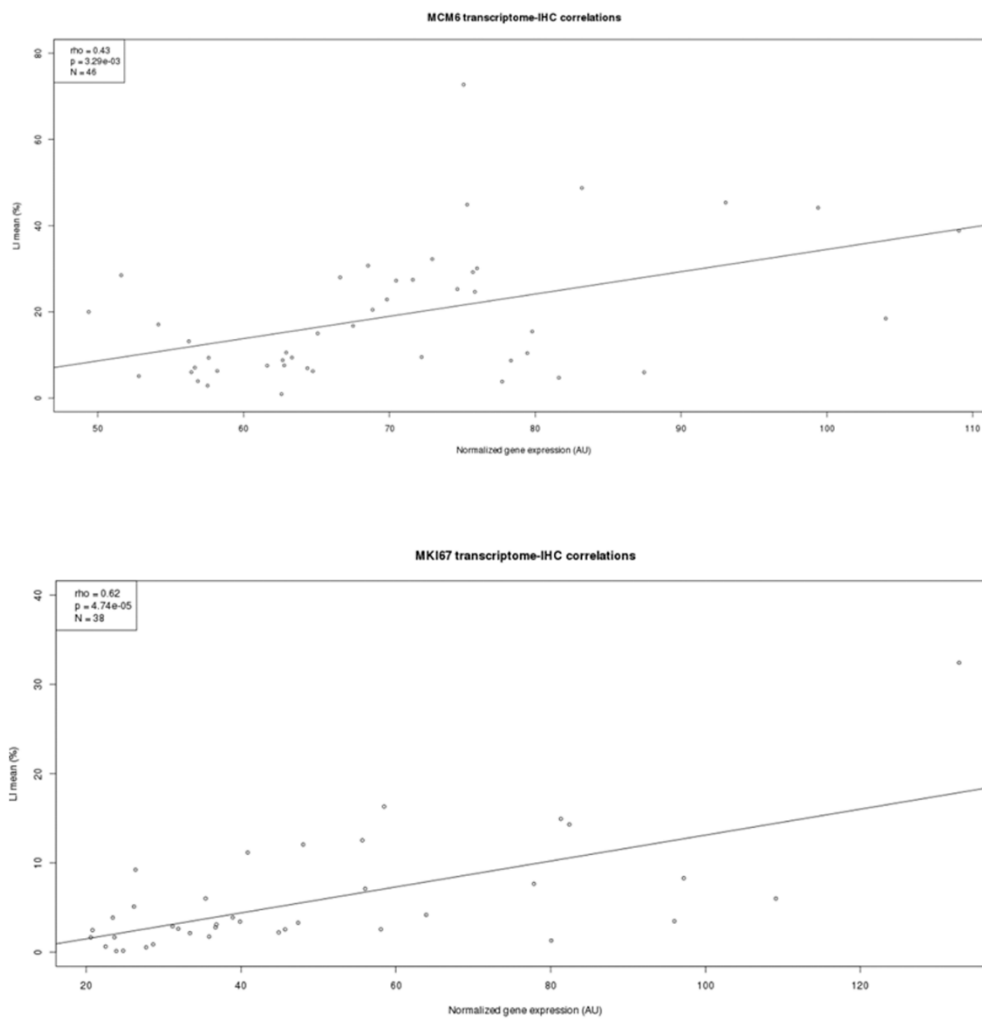 MCM6 transcriptome-IHC correlations
rho = 0.43
p = 3.29e-03
N = 46
80
60
40
20
0
LI mean (%)
50 60 70 80 90 100 110
Normalized gene expression (AU)
MKI67 transcriptome-IHC correlations
rho = 0.62
p = 4.74e-05
N = 38
40
30
20
10
0
LI mean (%)
20 40 60 80 100 120
Normalized gene expression (AU)